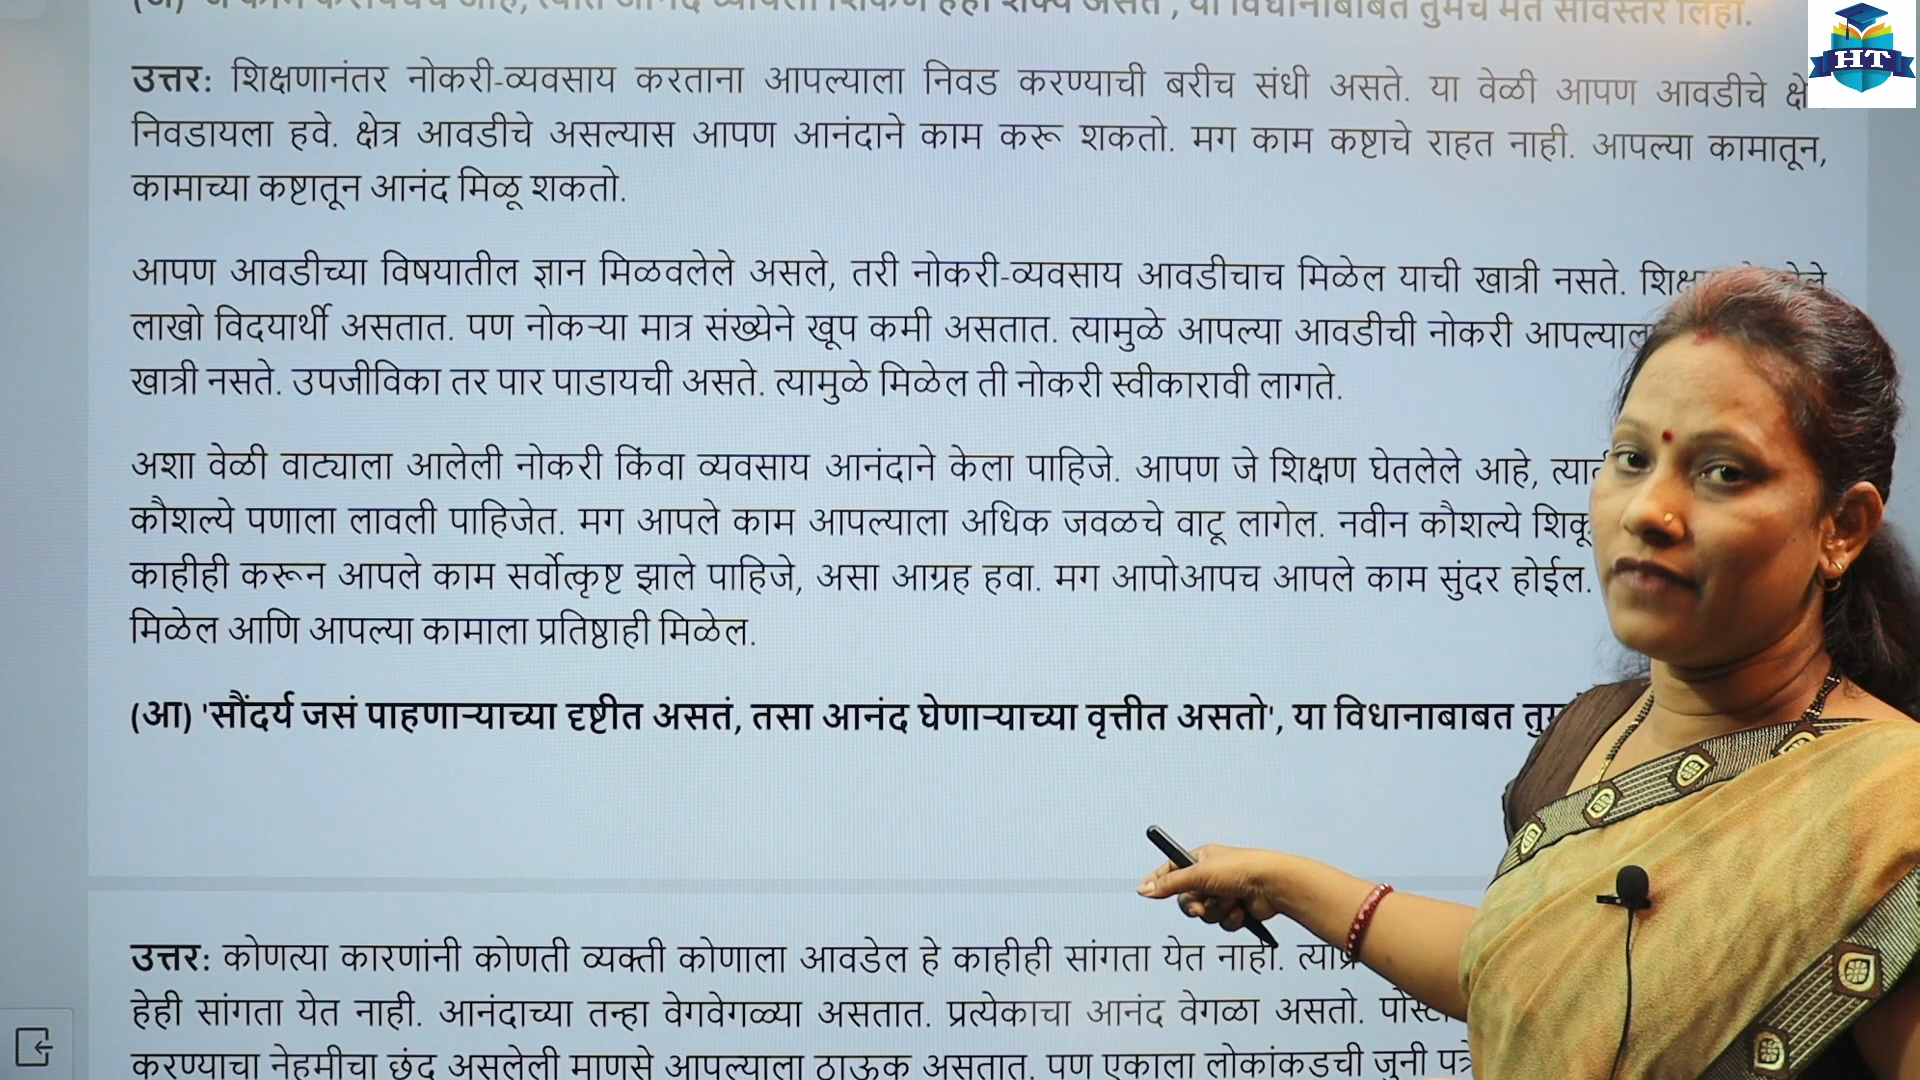 HT
उत्तर: शिक्षणानंतर नोकरी-व्यवसाय करताना आपल्याला निवड करण्याची बरीच संधी असते. या वेळी आपण आवडीचे
निवडायला हवे. क्षेत्र आवडीचे असल्यास आपण आनंदाने काम करू शकतो. मग काम कष्टाचे राहत नाही. आपल्या कामातून,
कामाच्या कष्टातून आनंद मिळू शकतो.
आपण आवडीच्या विषयातील ज्ञान मिळवलेले असले, तरी नोकरी-व्यवसाय आवडीचाच मिळेल याची खात्री नसते.
लाखो विदयार्थी असतात. पण नोकऱ्या मात्र संख्येने खूप कमी असतात. त्यामुळे आपल्या आवडीची नोकरी
खात्री नसते. उपजीविका तर पार पाडायची असते. त्यामुळे मिळेल ती नोकरी स्वीकारावी लागते.
अशा वेळी वाट्याला आलेली नोकरी किंवा व्यवसाय आनंदाने केला पाहिजे. आपण जे शिक्षण घेतलेले आहे,
कौशल्ये पणाला लावली पाहिजेत. मग आपले काम आपल्याला अधिक जवळचे वाटू लागेल. नवीन कौशल्ये
काहीही करून आपले काम सर्वोत्कृष्ट झाले पाहिजे, असा आग्रह हवा. मग आपोआपच आपले काम सुंदर होईल.
मिळेल आणि आपल्या कामाला प्रतिष्ठाही मिळेल.
(आ) 'सौंदर्य जसं पाहणाऱ्याच्या दृष्टीत असतं, तसा आनंद घेणाऱ्याच्या वृत्तीत असतो', या विधानाबाबत
उत्तर: कोणत्या कारणांनी कोणती व्यक्ती कोणाला आवडेल हे काहीही सांगता येत नाही.
हेही सांगता येत नाही. आनंदाच्या तऱ्हा वेगवेगळ्या असतात. प्रत्येकाचा आनंद वेगळा असतो.
करण्याचा नेहमीचा छंद असलेली माणसे आपल्याला ठाऊक असतात. पण एकाला लोकांकडची जुनी